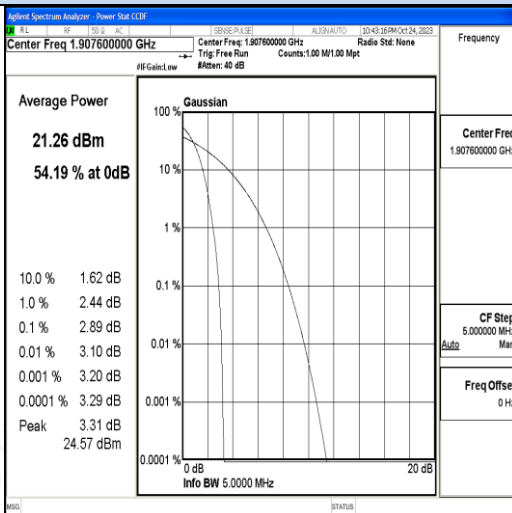 Agilent Spectrum Analyzer - Power Stat CCDF
RL RF 50 Ω AC SENSE:PULSE ALIGN AUTO 10:43:16 PM Oct 24, 2023
Center Freq 1.907600000 GHz
Center Freq: 1.907600000 GHz Radio Std: None
Trig: Free Run Counts:1.00 M/1.00 Mpt
#IFGain:Low #Atten: 40 dB
Frequency
Average Power
21.26 dBm
54.19 % at 0dB
10.0 % 1.62 dB
1.0 % 2.44 dB
0.1 % 2.89 dB
0.01 % 3.10 dB
0.001 % 3.20 dB
0.0001 % 3.29 dB
Peak 3.31 dB
24.57 dBm
Gaussian
100 %
10 %
1 %
0.1 %
0.01 %
0.001 %
0.0001 %
0 dB 20 dB
Info BW 5.0000 MHz
Center Freq
1.907600000 GHz
CF Step
5.000000 MHz
Auto Man
Freq Offset
0 Hz
MSG STATUS